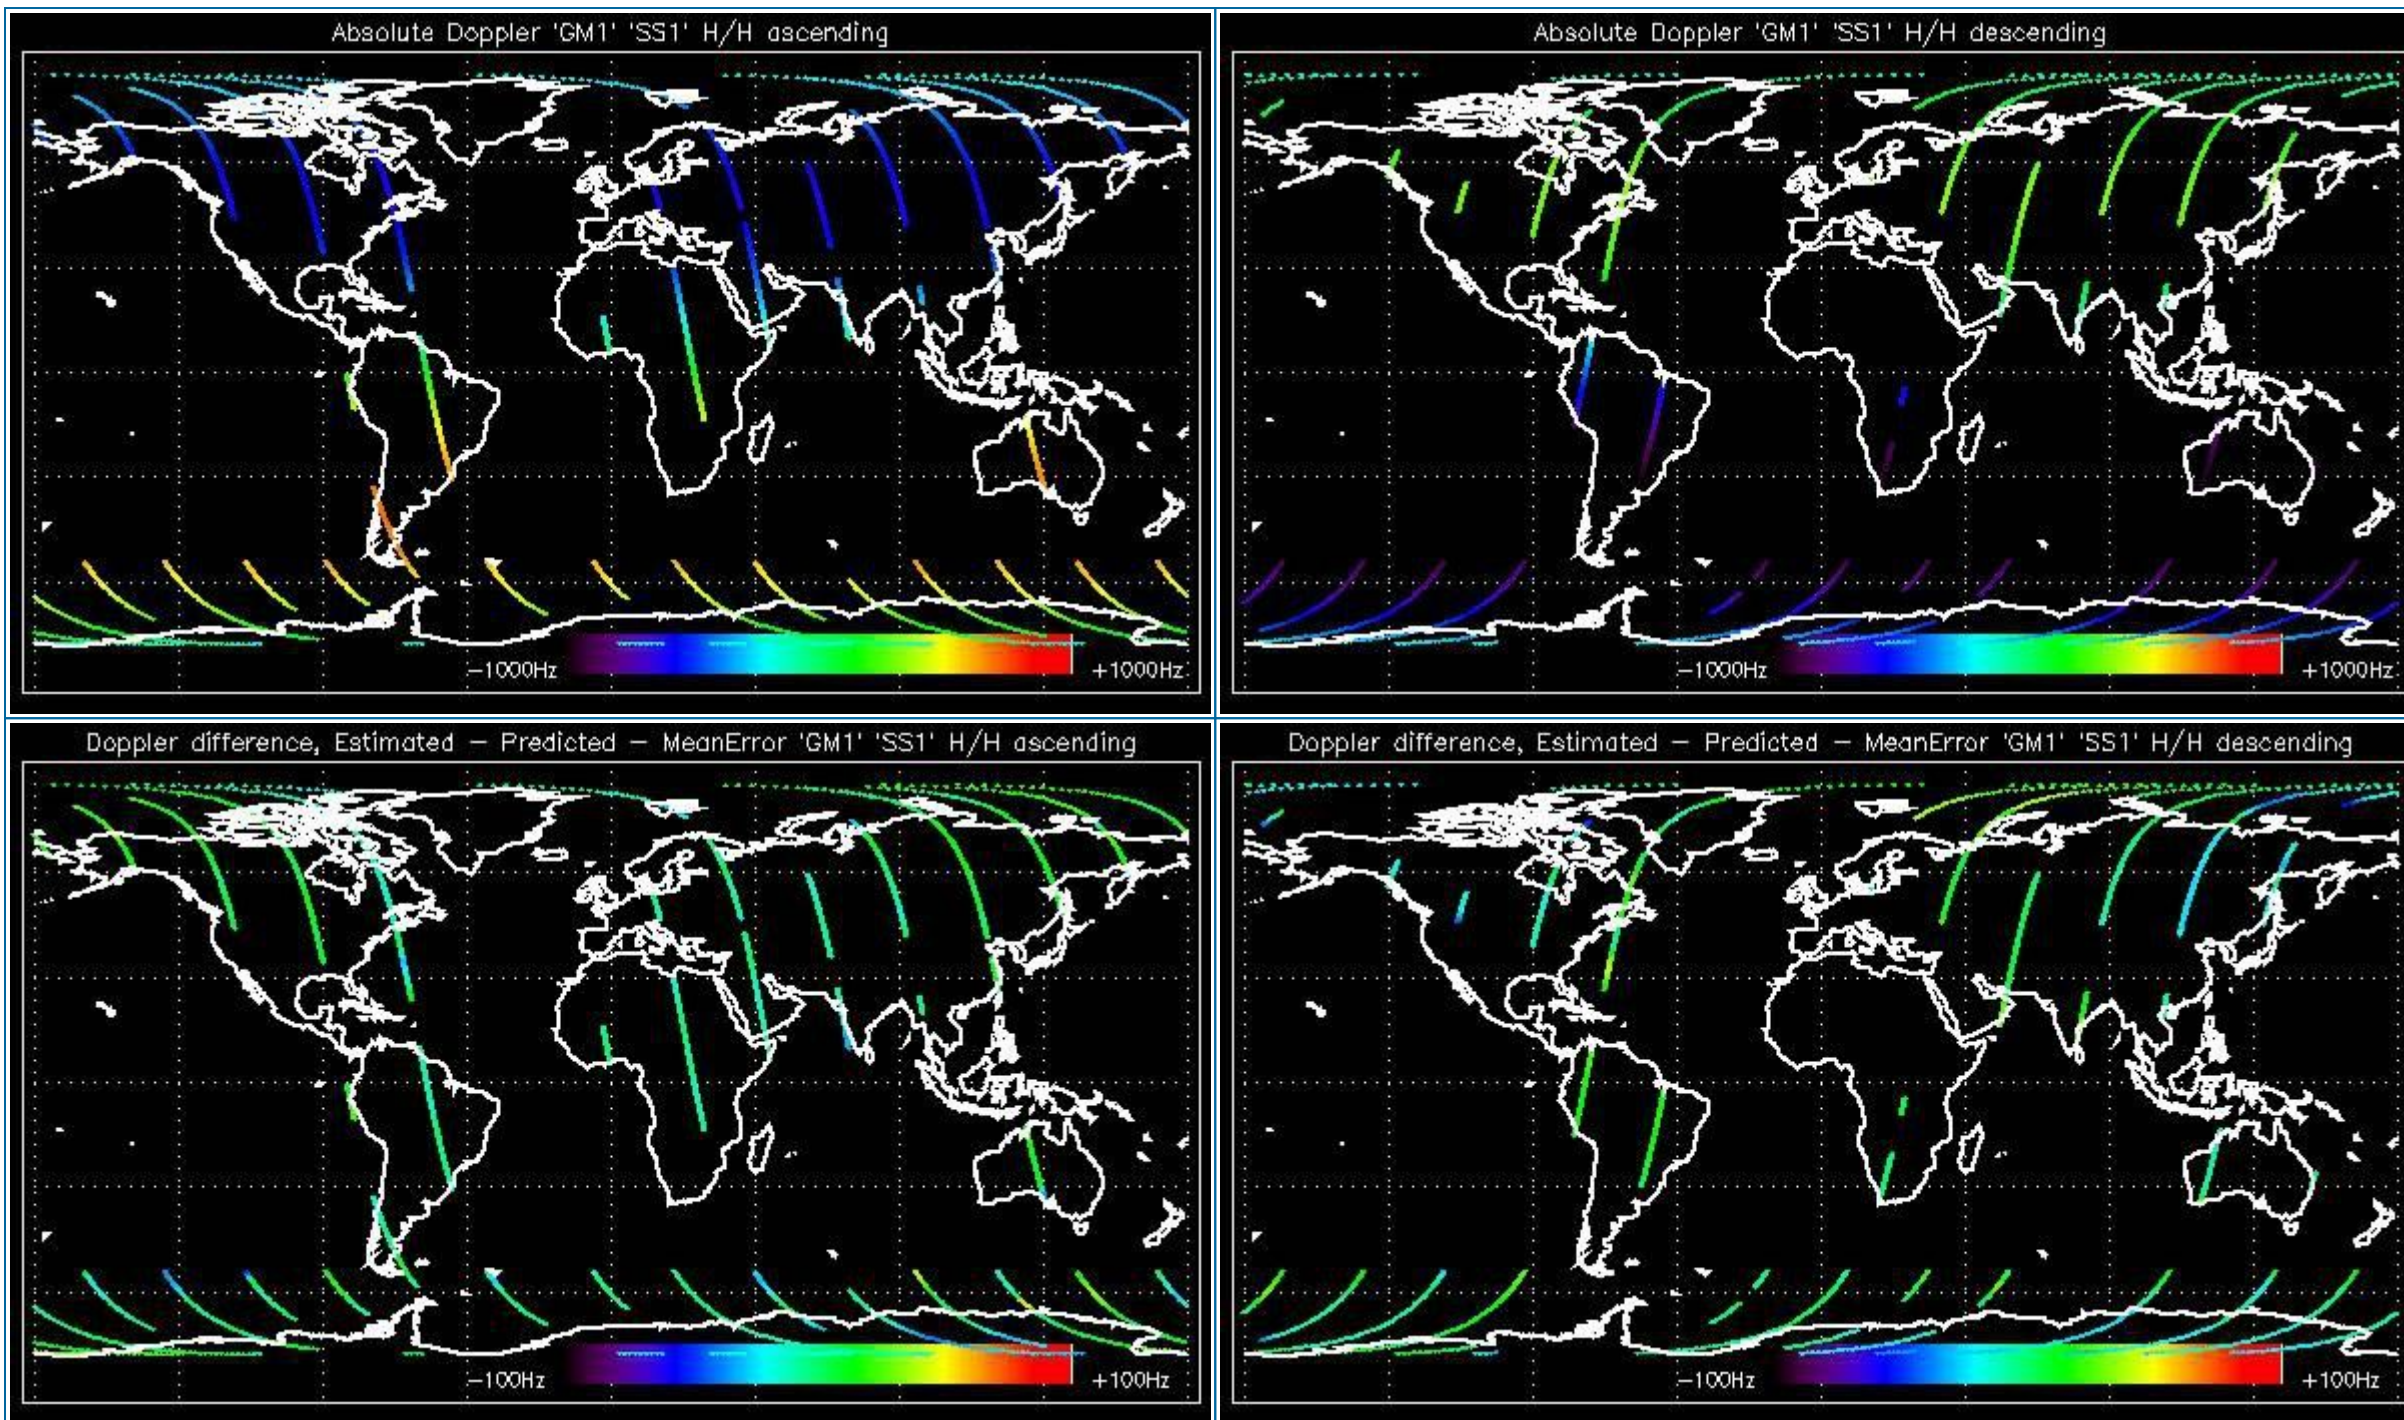 Absolute Doppler 'GM1' 'SS1' H/H ascending
-1000Hz
+1000Hz
Absolute Doppler 'GM1' 'SS1' H/H descending
-1000Hz
+1000Hz
Doppler difference, Estimated - Predicted - MeanError 'GM1' 'SS1' H/H ascending
-100Hz
+100Hz
Doppler difference, Estimated - Predicted - MeanError 'GM1' 'SS1' H/H descending
-100Hz
+100Hz